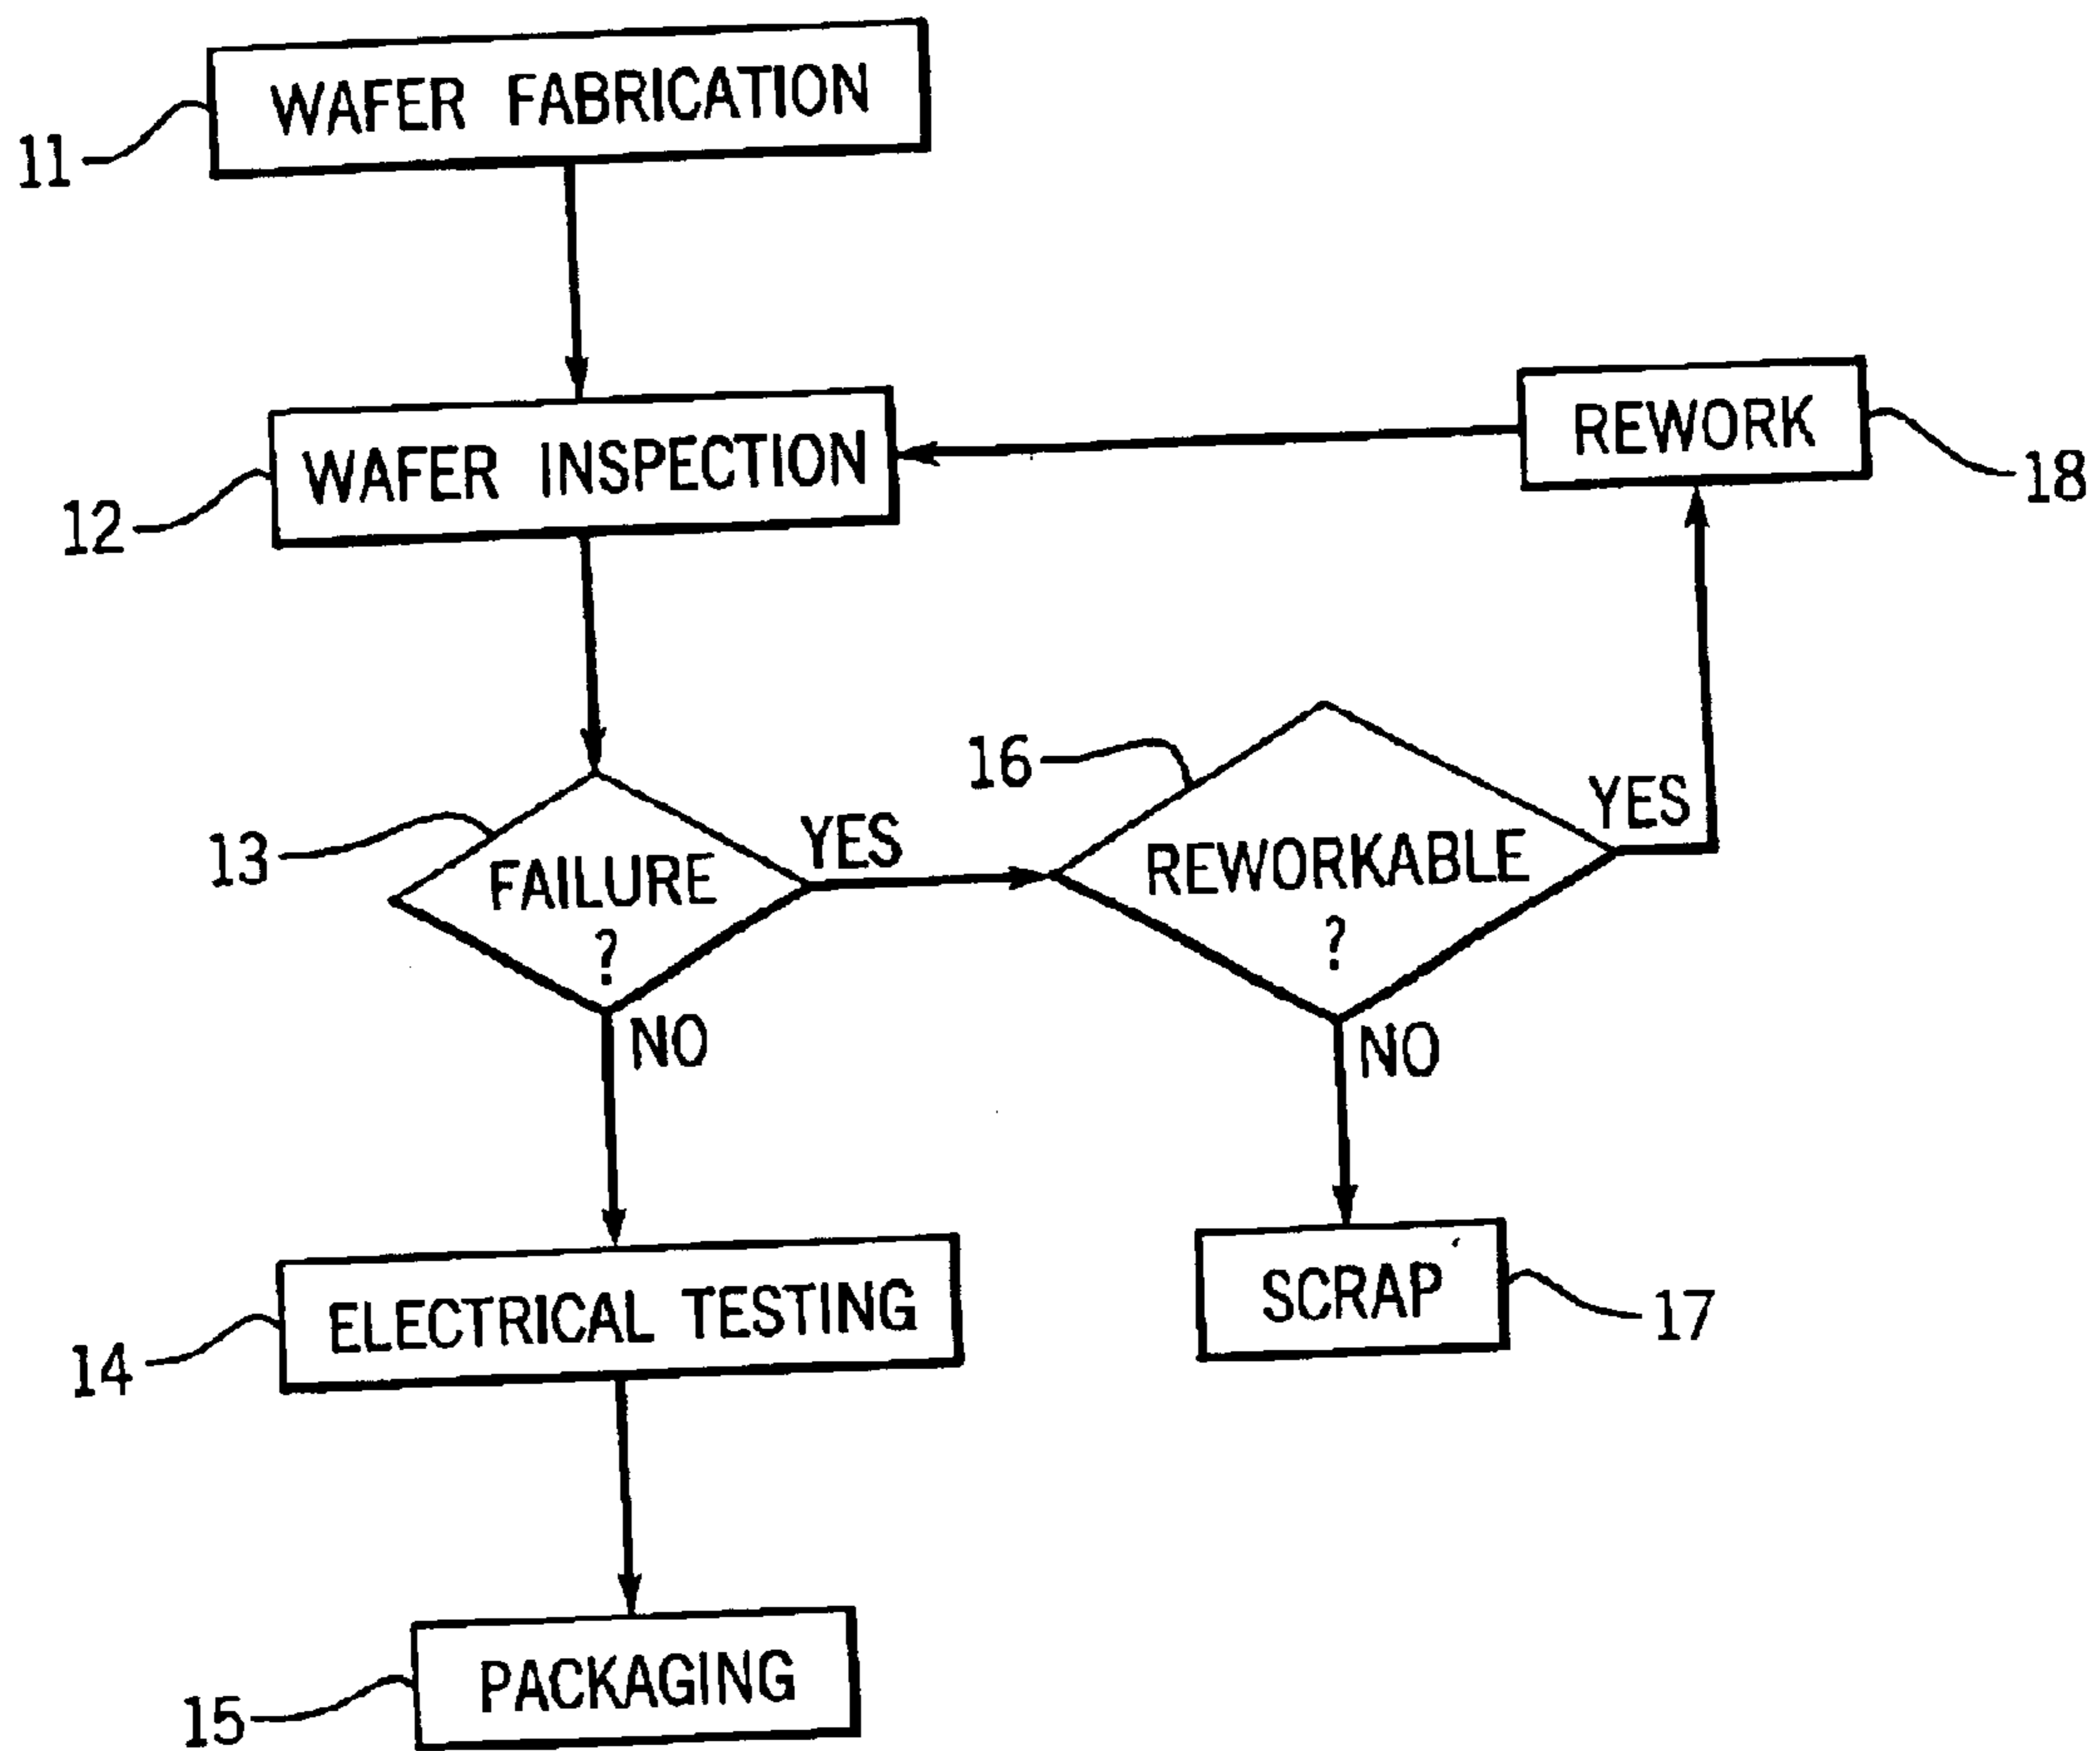 WAFER FABRICATION
11
WAFER INSPECTION
12
REWORK
18
13
FAILURE
?
YES
NO
16
REWORKABLE
?
YES
NO
ELECTRICAL TESTING
14
SCRAP
17
PACKAGING
15